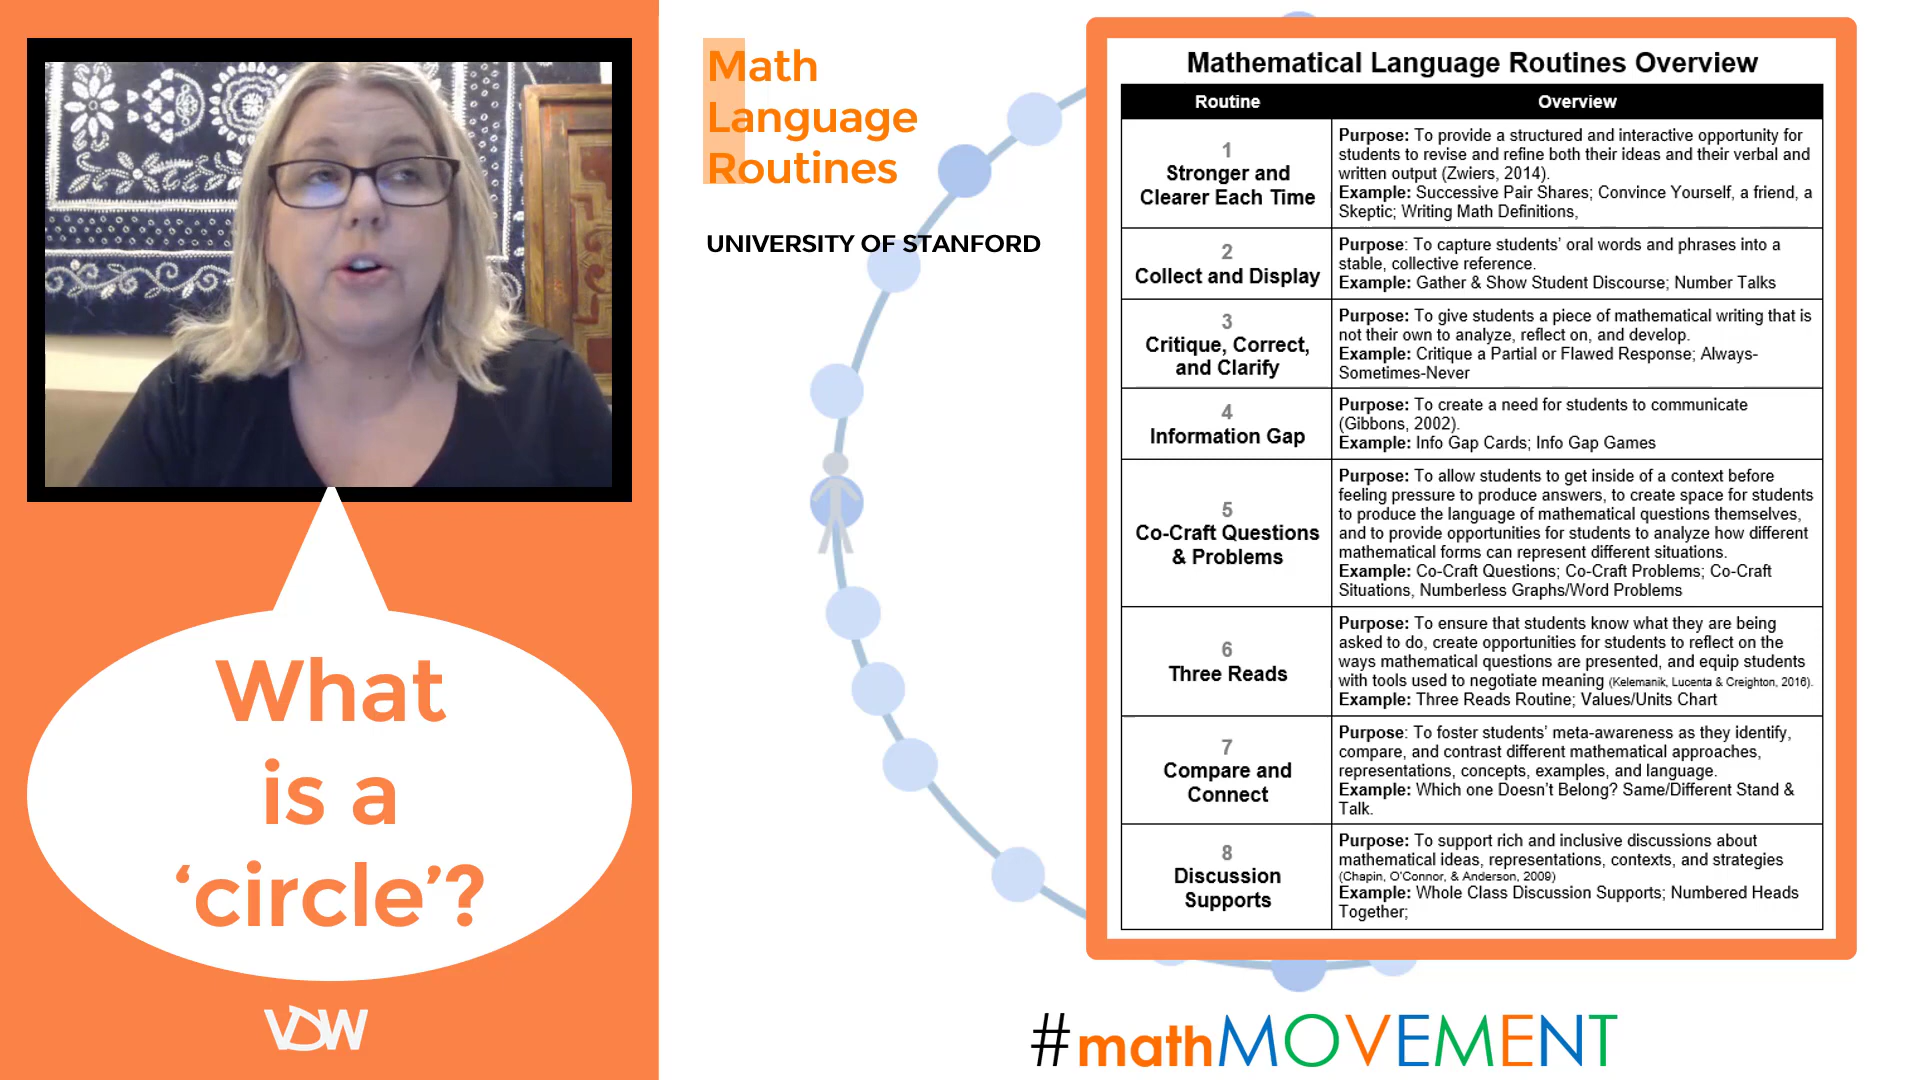 Math
Language
Routines
UNIVERSITY OF STANFORD
What
is a
‘circle’?
VDW
Mathematical Language Routines Overview
Routine Overview
1
Stronger and
Clearer Each Time
Purpose: To provide a structured and interactive opportunity for
students to revise and refine both their ideas and their verbal and
written output (Zwiers, 2014).
Example: Successive Pair Shares; Convince Yourself, a friend, a
Skeptic; Writing Math Definitions,
2
Collect and Display
Purpose: To capture students’ oral words and phrases into a
stable, collective reference.
Example: Gather & Show Student Discourse; Number Talks
3
Critique, Correct,
and Clarify
Purpose: To give students a piece of mathematical writing that is
not their own to analyze, reflect on, and develop.
Example: Critique a Partial or Flawed Response; Always-
Sometimes-Never
4
Information Gap
Purpose: To create a need for students to communicate
(Gibbons, 2002).
Example: Info Gap Cards; Info Gap Games
5
Co-Craft Questions
& Problems
Purpose: To allow students to get inside of a context before
feeling pressure to produce answers, to create space for students
to produce the language of mathematical questions themselves,
and to provide opportunities for students to analyze how different
mathematical forms can represent different situations.
Example: Co-Craft Questions; Co-Craft Problems; Co-Craft
Situations, Numberless Graphs/Word Problems
6
Three Reads
Purpose: To ensure that students know what they are being
asked to do, create opportunities for students to reflect on the
ways mathematical questions are presented, and equip students
with tools used to negotiate meaning (Kelemanik, Lucenta & Creighton, 2016).
Example: Three Reads Routine; Values/Units Chart
7
Compare and
Connect
Purpose: To foster students’ meta-awareness as they identify,
compare, and contrast different mathematical approaches,
representations, concepts, examples, and language.
Example: Which one Doesn’t Belong? Same/Different Stand &
Talk.
8
Discussion
Supports
Purpose: To support rich and inclusive discussions about
mathematical ideas, representations, contexts, and strategies
(Chapin, O’Connor, & Anderson, 2009)
Example: Whole Class Discussion Supports; Numbered Heads
Together;
#mathMOVEMENT